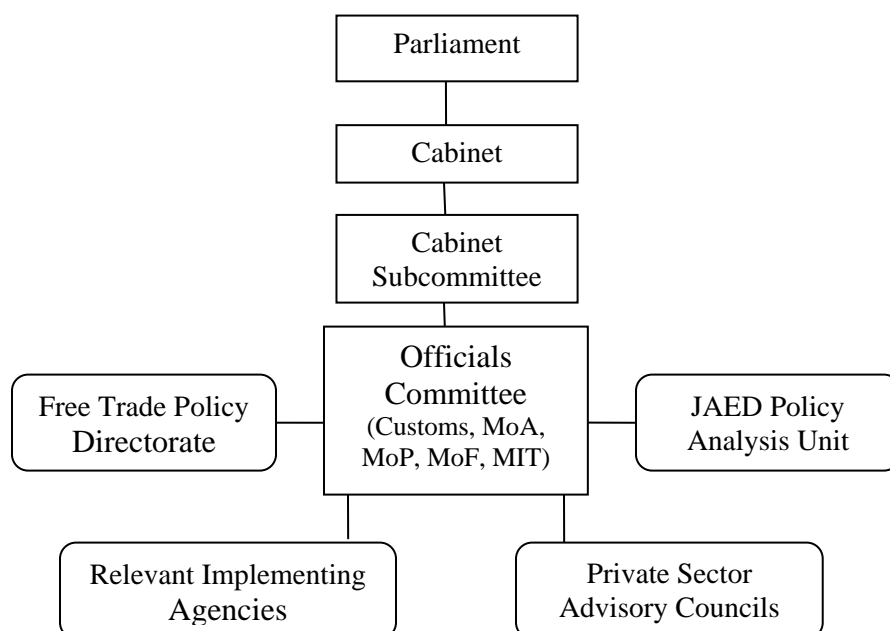 Parliament
Cabinet
Cabinet
Subcommittee
Officials
Committee
(Customs, MoA,
MoP, MoF, MIT)
Free Trade Policy
Directorate
JAED Policy
Analysis Unit
Relevant Implementing
Agencies
Private Sector
Advisory Councils